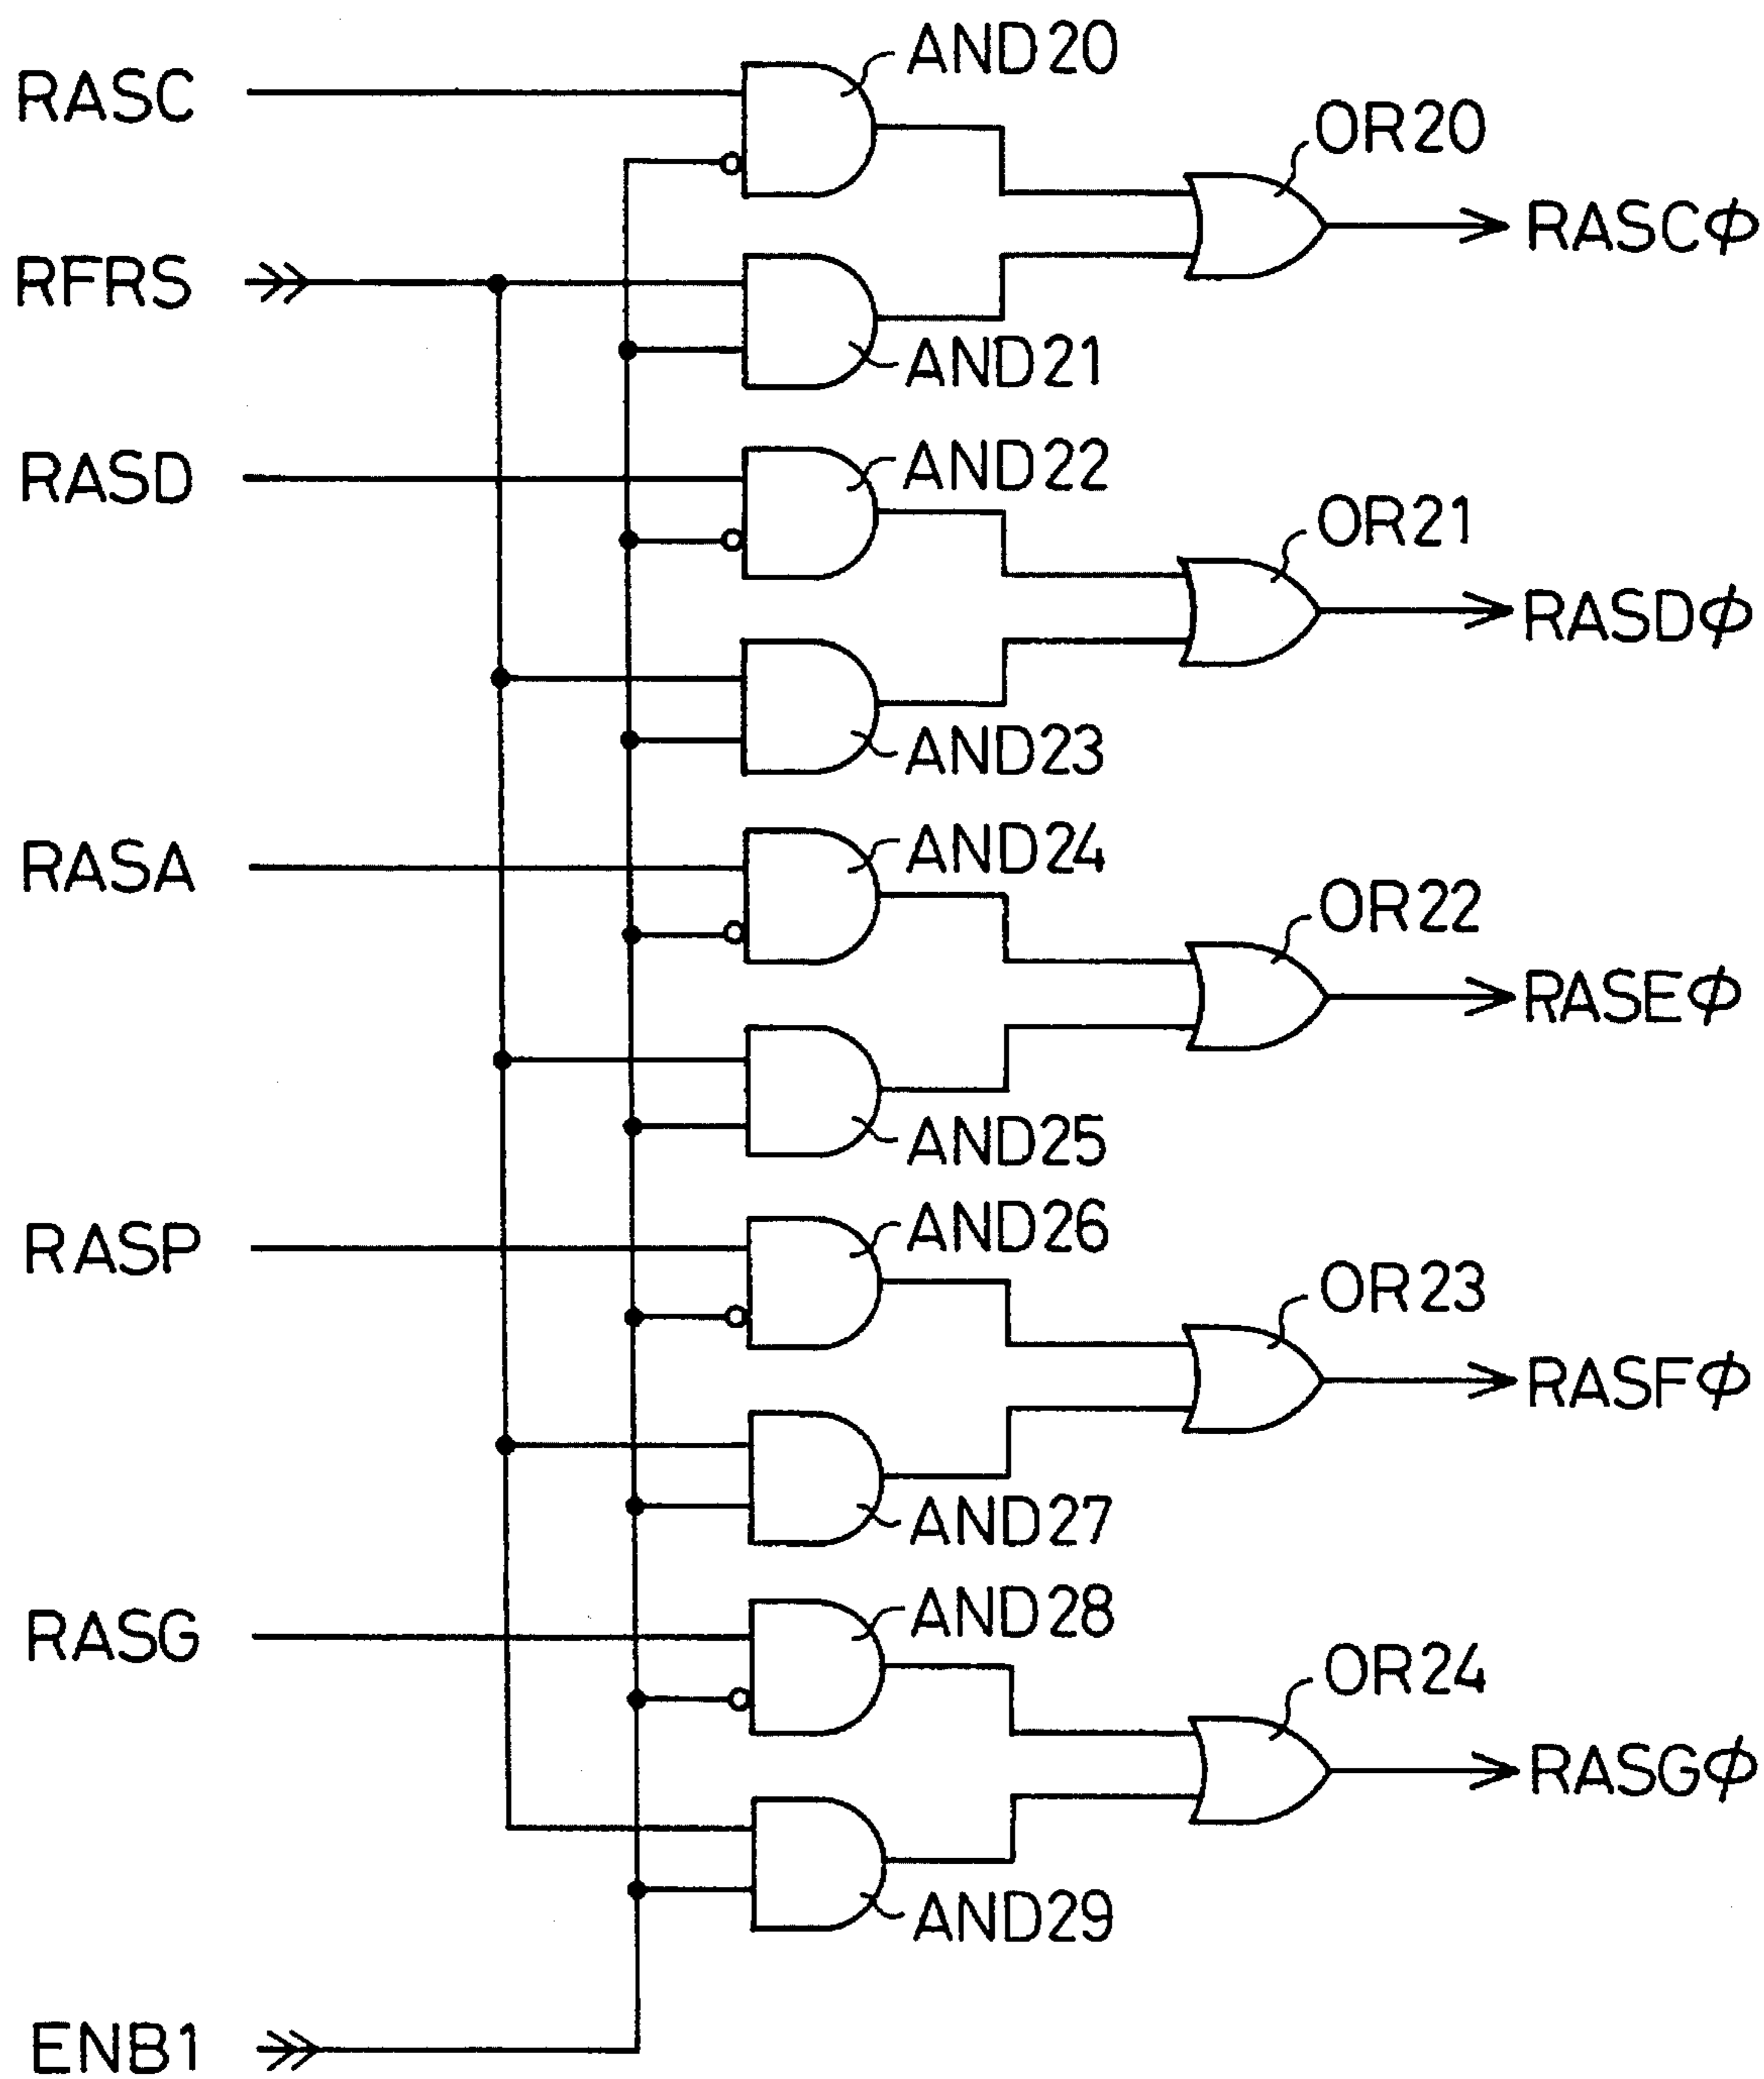 AND20
RASC
OR20
RASCϕ
RFRS
AND21
AND22
RASD
OR21
RASDϕ
AND23
AND24
RASA
OR22
RASEϕ
AND25
AND26
RASP
OR23
RASFϕ
AND27
AND28
RASG
OR24
RASGϕ
AND29
ENB1